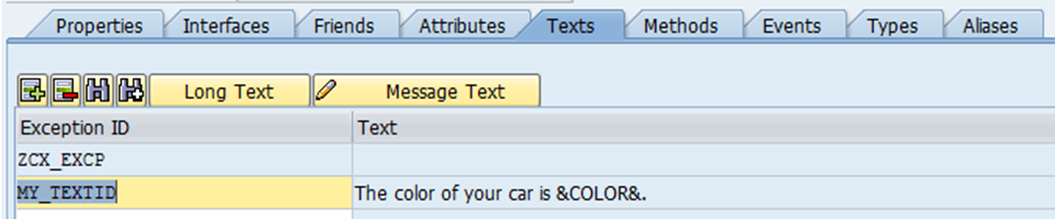 Properties Interfaces Friends Attributes Texts Methods Events Types Aliases
Long Text Message Text
Exception ID Text
ZCX_EXCP
MY_TEXTID The color of your car is &COLOR&.